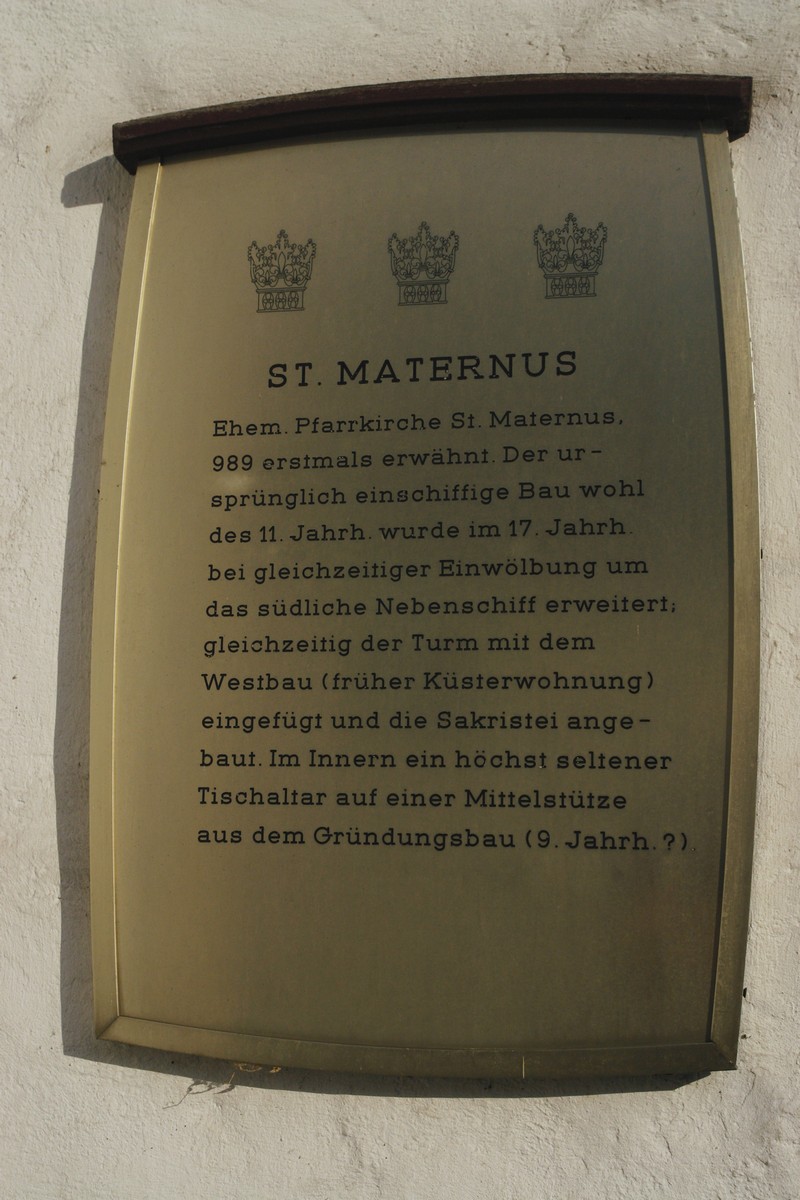 ST. MATERNUS
Ehem. Pfarrkirche St. Maternus,
989 erstmals erwähnt. Der ur-
sprünglich einschiffige Bau wohl
des 11. Jahrh. wurde im 17. Jahrh.
bei gleichzeitiger Einwölbung um
das südliche Nebenschiff erweitert;
gleichzeitig der Turm mit dem
Westbau (früher Küsterwohnung)
eingefügt und die Sakristei ange-
baut. Im Innern ein höchst seltener
Tischaltar auf einer Mittelstütze
aus dem Gründungsbau (9. Jahrh.?).